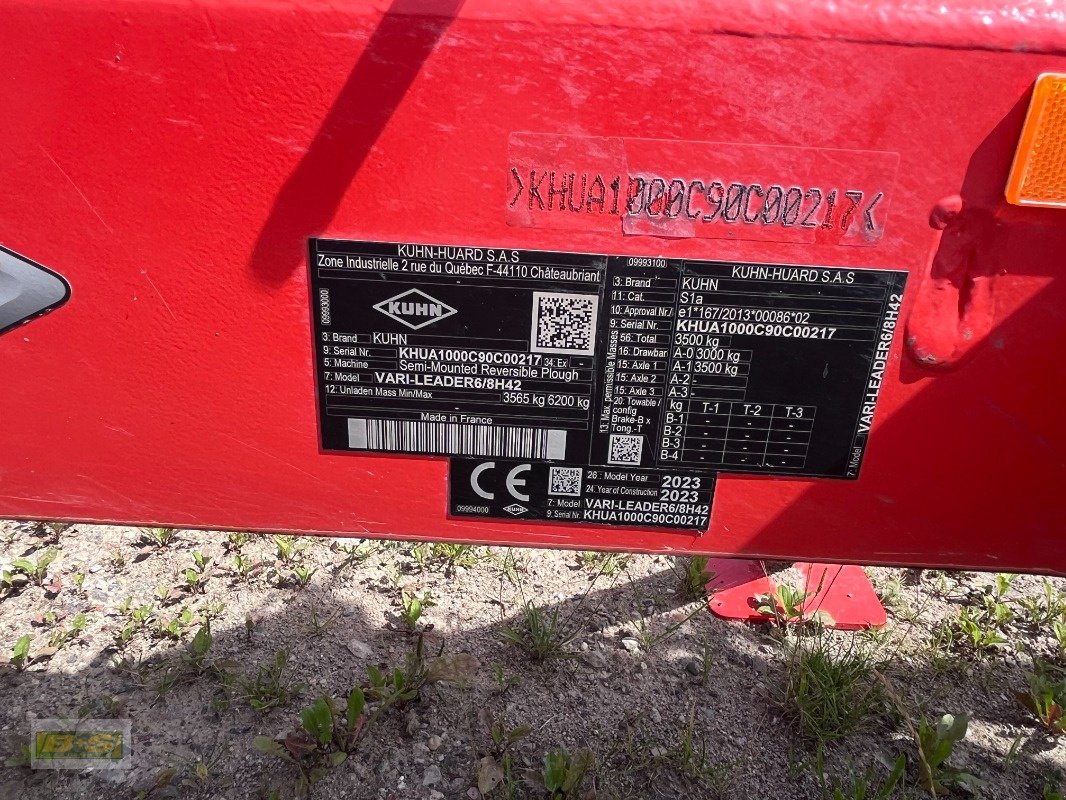 >KHUA1000C90C00217<
KUHN-HUARD S.A.S
Zone Industrielle 2 rue du Québec F-44110 Châteaubriant
09993000
KUHN
3: Brand KUHN
9: Serial Nr. KHUA1000C90C00217 34: Ex -
5: Machine Semi-Mounted Reversible Plough
7: Model VARI-LEADER6/8H42
12: Unladen Mass Min/Max 3565 kg 6200 kg
Made in France
09993100
KUHN-HUARD S.A.S
3: Brand KUHN
11: Cat. S1a
10: Approval Nr./ e1*167/2013*00086*02
9: Serial Nr. KHUA1000C90C00217
13: Max. permissible Masses
56: Total 3500 kg
16: Drawbar A-0 3000 kg
15: Axle 1 A-1 3500 kg
15: Axle 2 A-2 -
15: Axle 3 A-3 -
20: Towable / config Brake-B x Tong.-T
kg T-1 T-2 T-3
B-1 - - -
B-2 - - -
B-3 - - -
B-4 - - -
7: Model VARI-LEADER6/8H42
CE
09994000
KUHN
26: Model Year 2023
24: Year of Construction 2023
7: Model VARI-LEADER6/8H42
9: Serial Nr. KHUA1000C90C00217
B-S